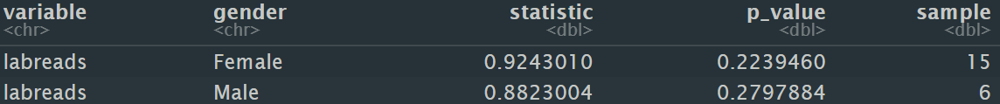 variable gender statistic p_value sample
<chr> <chr> <dbl> <dbl> <dbl>
labreads Female 0.9243010 0.2239460 15
labreads Male 0.8823004 0.2797884 6